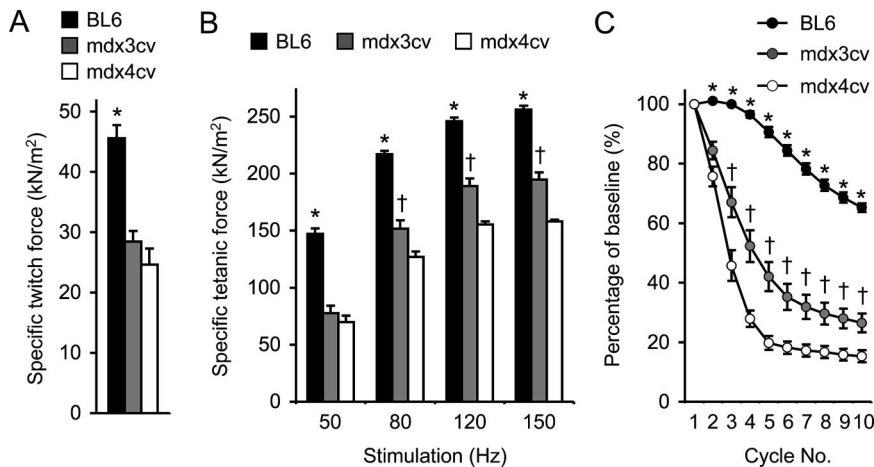 A
BL6
mdx3cv
mdx4cv
Specific twitch force (kN/m²)
50
40
30
20
10
0
*
B
BL6 mdx3cv mdx4cv
Specific tetanic force (kN/m²)
250
200
150
100
50
0
* * * *
† † †
50 80 120 150
Stimulation (Hz)
C
BL6
mdx3cv
mdx4cv
Percentage of baseline (%)
100
80
60
40
20
0
* * * * * * * * *
† † † † † † † †
1 2 3 4 5 6 7 8 9 10
Cycle No.